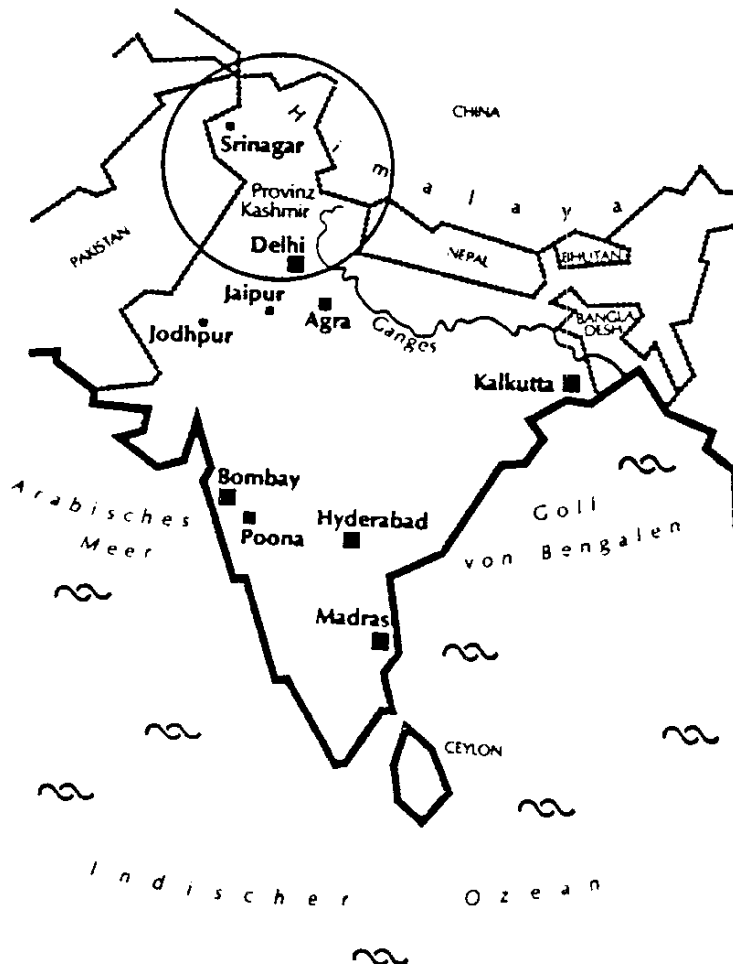 CHINA
Himalaya
Srinagar
Provinz
Kashmir
PAKISTAN
Delhi
NEPAL
BHUTAN
Jaipur
Agra
BANGLA
DESH
Jodhpur
Ganges
Kalkutta
Bombay
Arabisches
Meer
Poona
Hyderabad
Golf
von Bengalen
Madras
CEYLON
Indischer Ozean